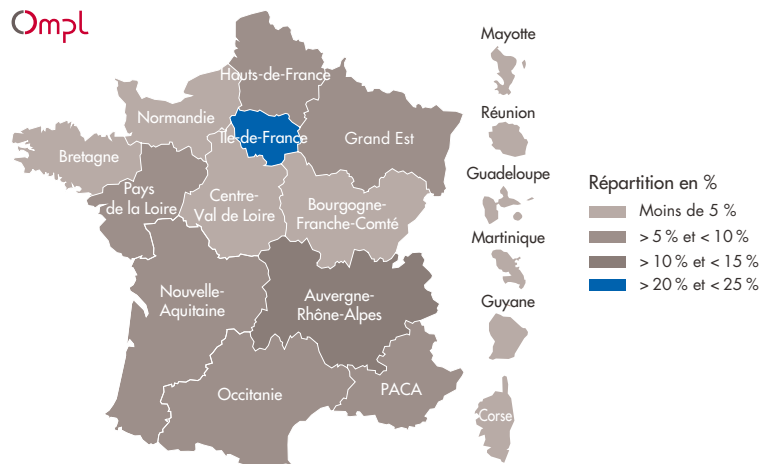 Ompl
Hauts-de-France
Normandie
Île-de-France
Grand Est
Bretagne
Pays
de la Loire
Centre-
Val de Loire
Bourgogne-
Franche-Comté
Nouvelle-
Aquitaine
Auvergne-
Rhône-Alpes
Occitanie
PACA
Mayotte
Réunion
Guadeloupe
Martinique
Guyane
Corse
Répartition en %
Moins de 5 %
> 5 % et < 10 %
> 10 % et < 15 %
> 20 % et < 25 %